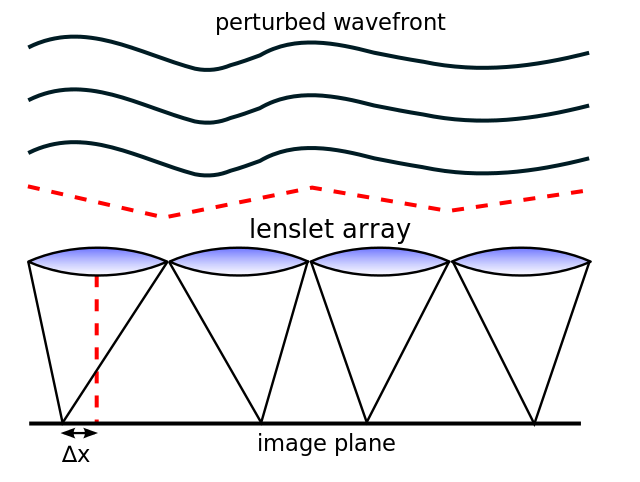 perturbed wavefront
lenslet array
image plane
Δx